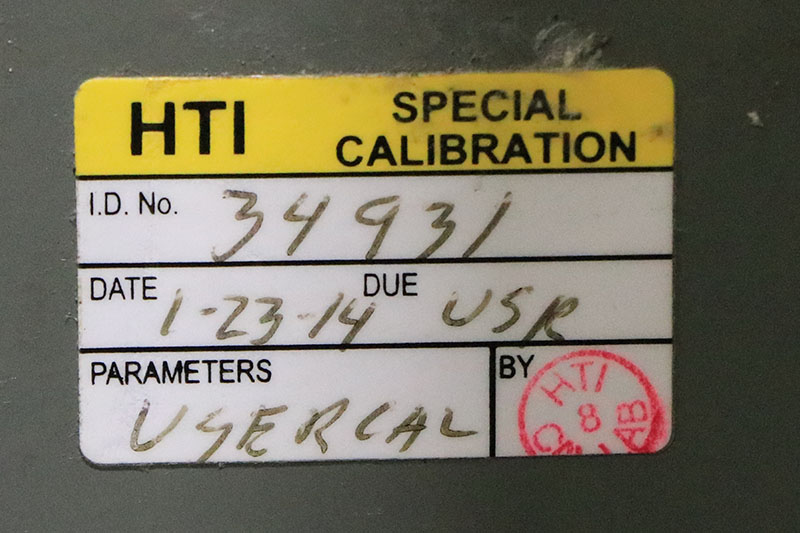 HTI SPECIAL CALIBRATION
I.D. No. 34931
DATE 1-23-14 DUE USR
PARAMETERS USERCAL
BY HTI 8 CAL LAB